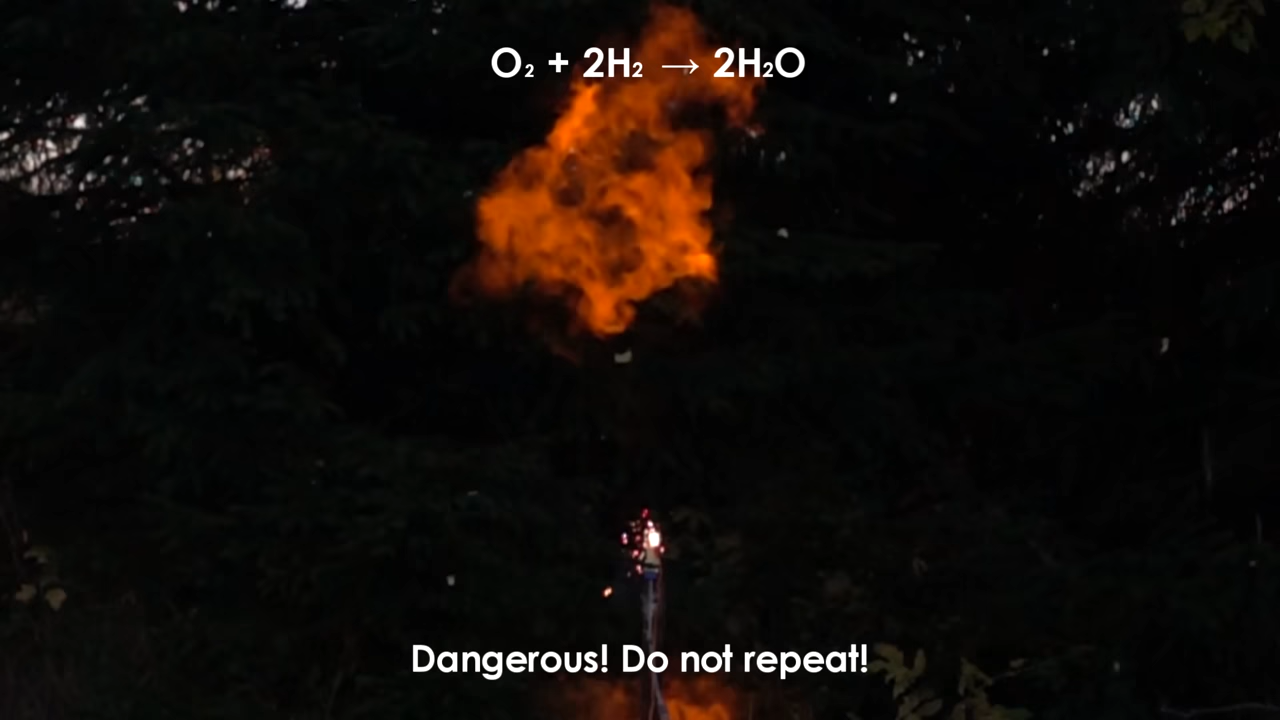 O₂ + 2H₂ → 2H₂O
Dangerous! Do not repeat!